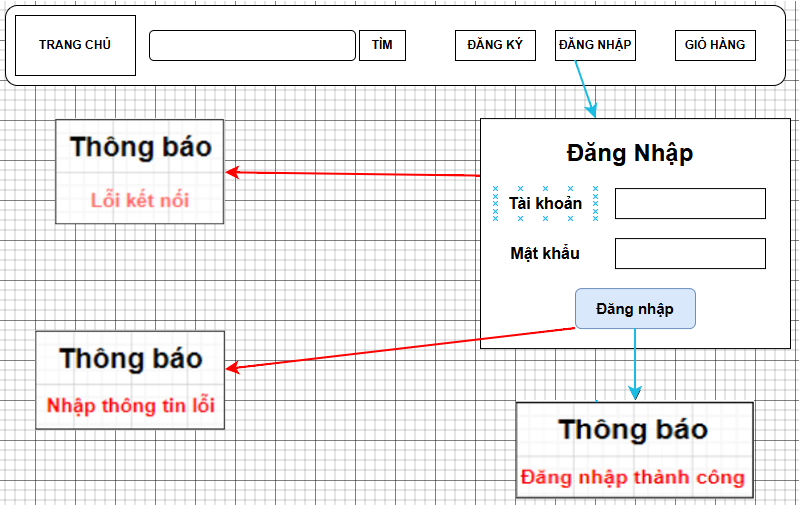 TRANG CHỦ
TÌM
ĐĂNG KÝ
ĐĂNG NHẬP
GIỎ HÀNG
Thông báo
Lỗi kết nối
Đăng Nhập
Tài khoản
Mật khẩu
Đăng nhập
Thông báo
Nhập thông tin lỗi
Thông báo
Đăng nhập thành công